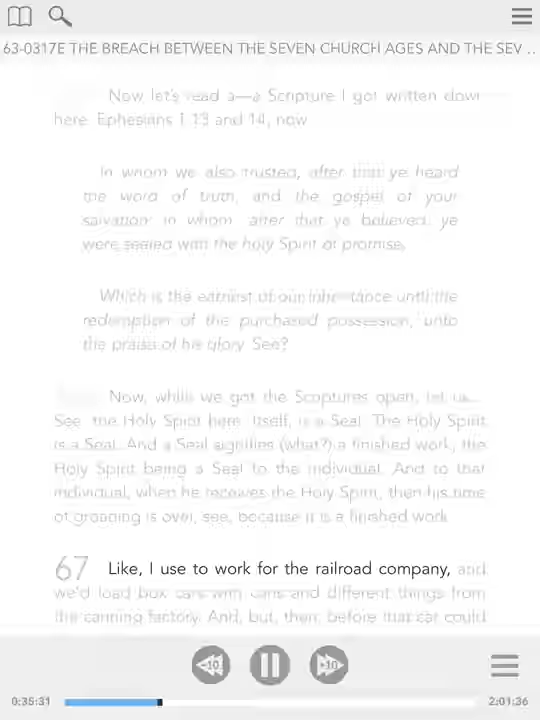 63-0317E THE BREACH BETWEEN THE SEVEN CHURCH AGES AND THE SEV ..
Now let's read a—a Scripture I got written down
here. Ephesians 1:13 and 14, now.
In whom we also trusted, after that ye heard
the word of truth, and the gospel of your
salvation: in whom after that ye believed, ye
were sealed with the holy Spirit of promise,
Which is the earnest of our inheritance until the
redemption of the purchased possession, unto
the praise of his glory. See?
Now, while we got the Scriptures open, let us...
See, the Holy Spirit here, Itself, is a Seal. The Holy Spirit
is a Seal. And a Seal signifies (what?) a finished work, the
Holy Spirit being a Seal to the individual. And to that
individual, when he receives the Holy Spirit, then his time
of groaning is over, see, because it is a finished work.
67 Like, I use to work for the railroad company, and
we'd load box cars with cans and different things from
the canning factory. And, but, then, before that car could
-10 +10
0:35:31 2:01:36